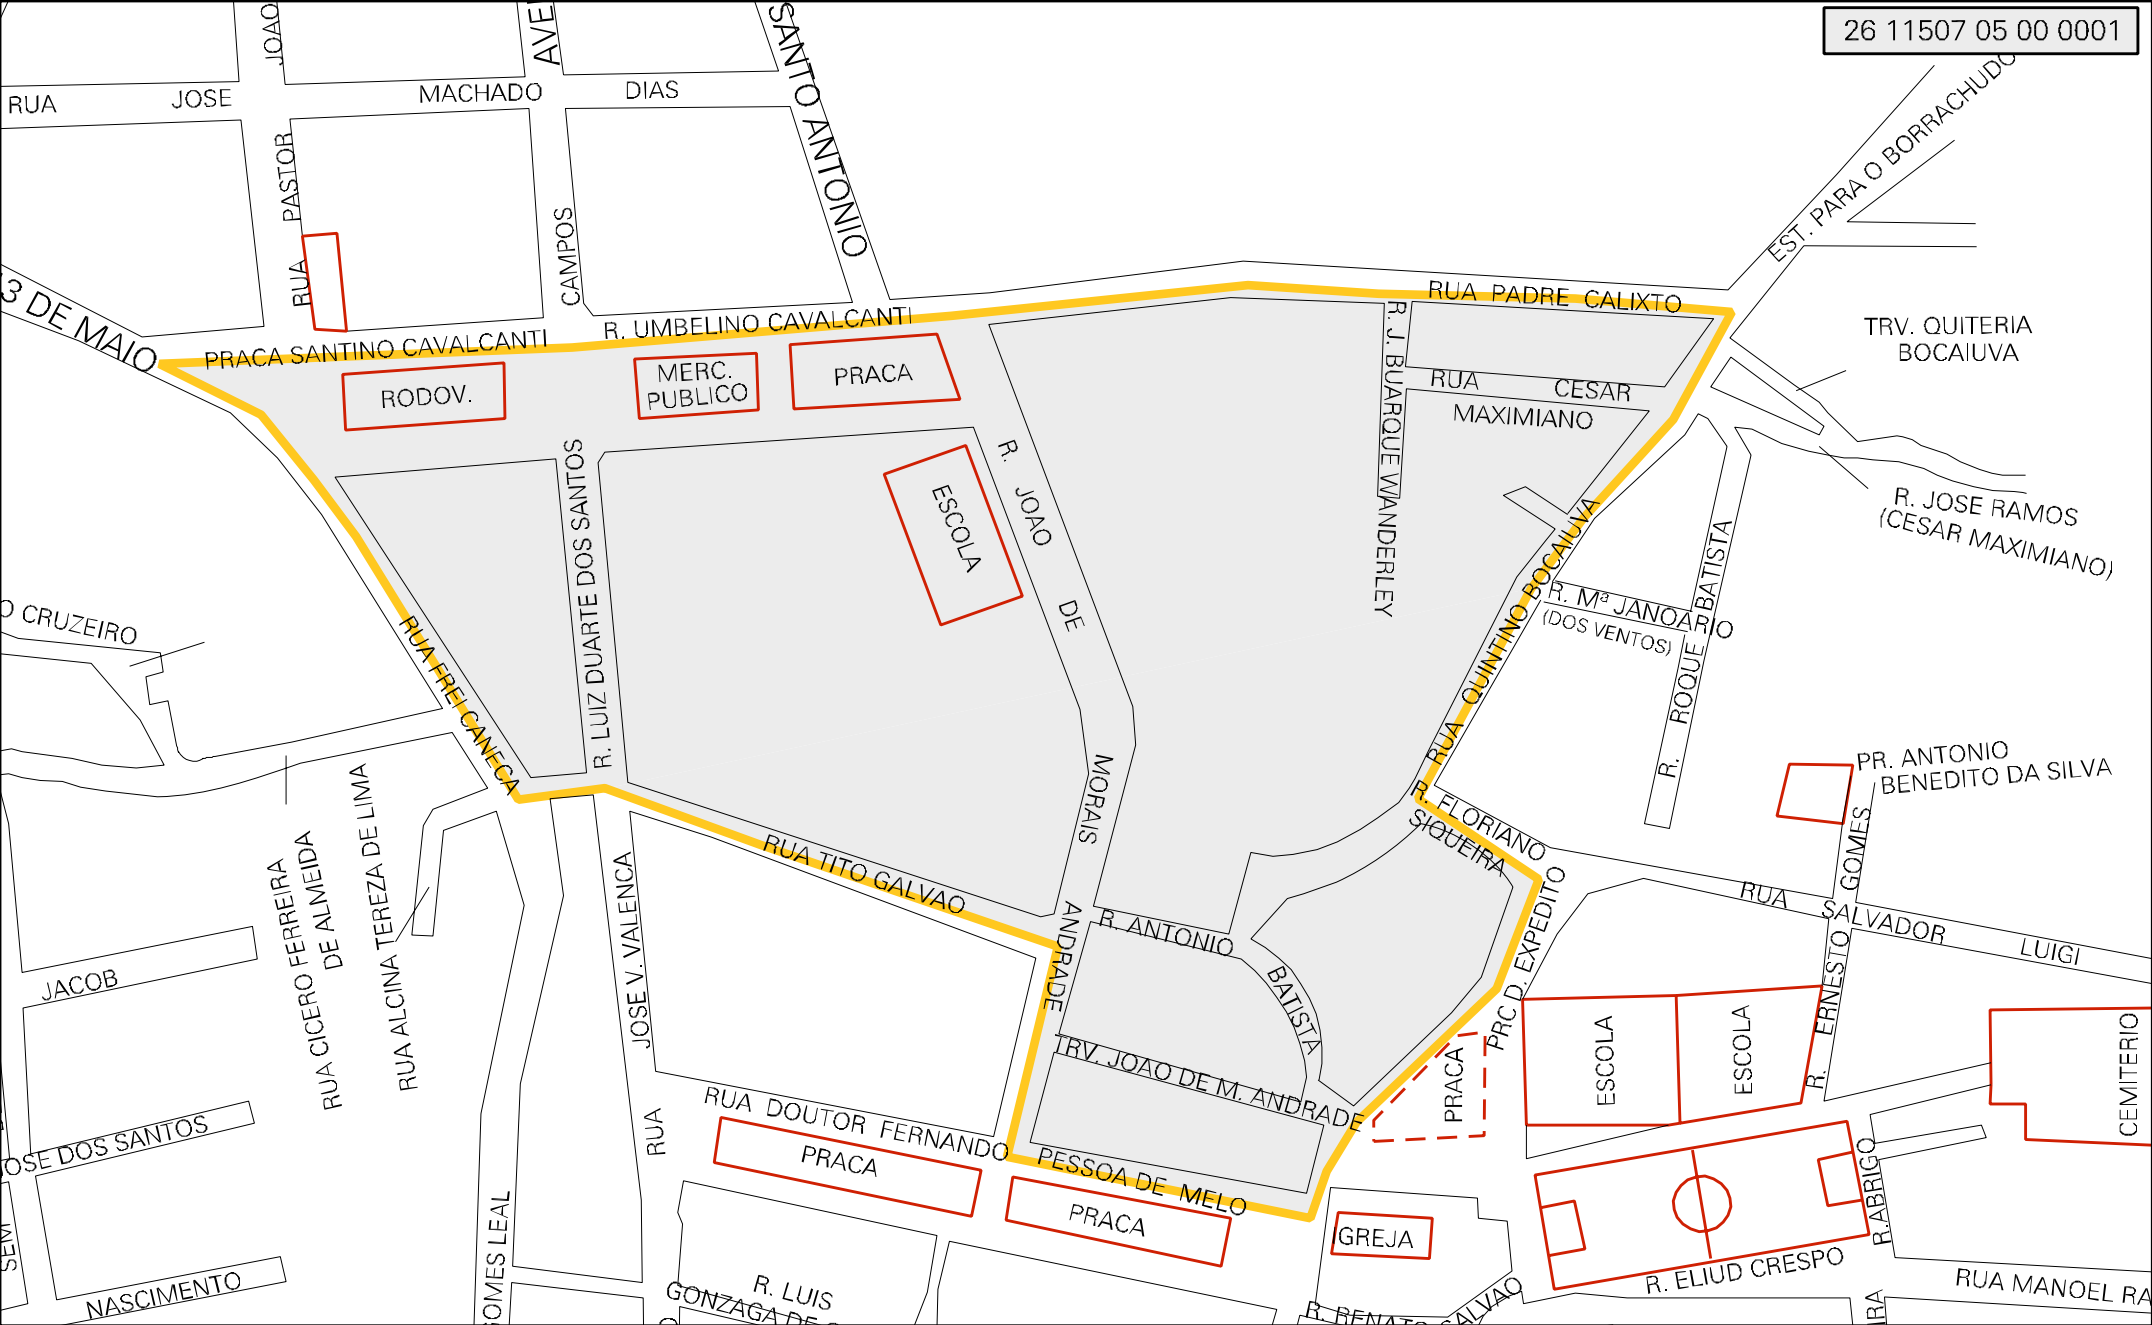 26 11507 05 00 0001
JOAO
SANTO ANTONIO
RUA JOSE MACHADO DIAS
EST. PARA O BORRACHUDO
RUA PASTOR
CAMPOS
3 DE MAIO
PRACA SANTINO CAVALCANTI
R. UMBELINO CAVALCANTI
RUA PADRE CALIXTO
TRV. QUITERIA
BOCAIUVA
RODOV.
MERC.
PUBLICO
PRACA
R. J. BUARQUE WANDERLEY
RUA CESAR
MAXIMIANO
R. JOSE RAMOS
(CESAR MAXIMIANO)
ESCOLA
R. JOAO DE MORAIS ANDRADE
R. LUIZ DUARTE DOS SANTOS
RUA QUINTINO BOCAIUVA
R. Mª JANOARIO
(DOS VENTOS)
R. ROQUE BATISTA
O CRUZEIRO
RUA FREI CANECA
PR. ANTONIO
BENEDITO DA SILVA
R. FLORIANO
SIQUEIRA
RUA TITO GALVAO
RUA CICERO FERREIRA
DE ALMEIDA
RUA ALCINA TEREZA DE LIMA
RUA JOSE V. VALENCA
R. ANTONIO BATISTA
PRC D. EXPEDITO
RUA SALVADOR LUIGI
R. ERNESTO GOMES
JACOB
ESCOLA
ESCOLA
CEMITERIO
TRV. JOAO DE M. ANDRADE
PRACA
RUA DOUTOR FERNANDO PESSOA DE MELO
JOSE DOS SANTOS
PRACA
PRACA
IGREJA
R. ABRIGO
SEM
GOMES LEAL
NASCIMENTO
R. LUIS
GONZAGA DE
R. RENATO GALVAO
R. ELIUD CRESPO
RUA MANOEL RA